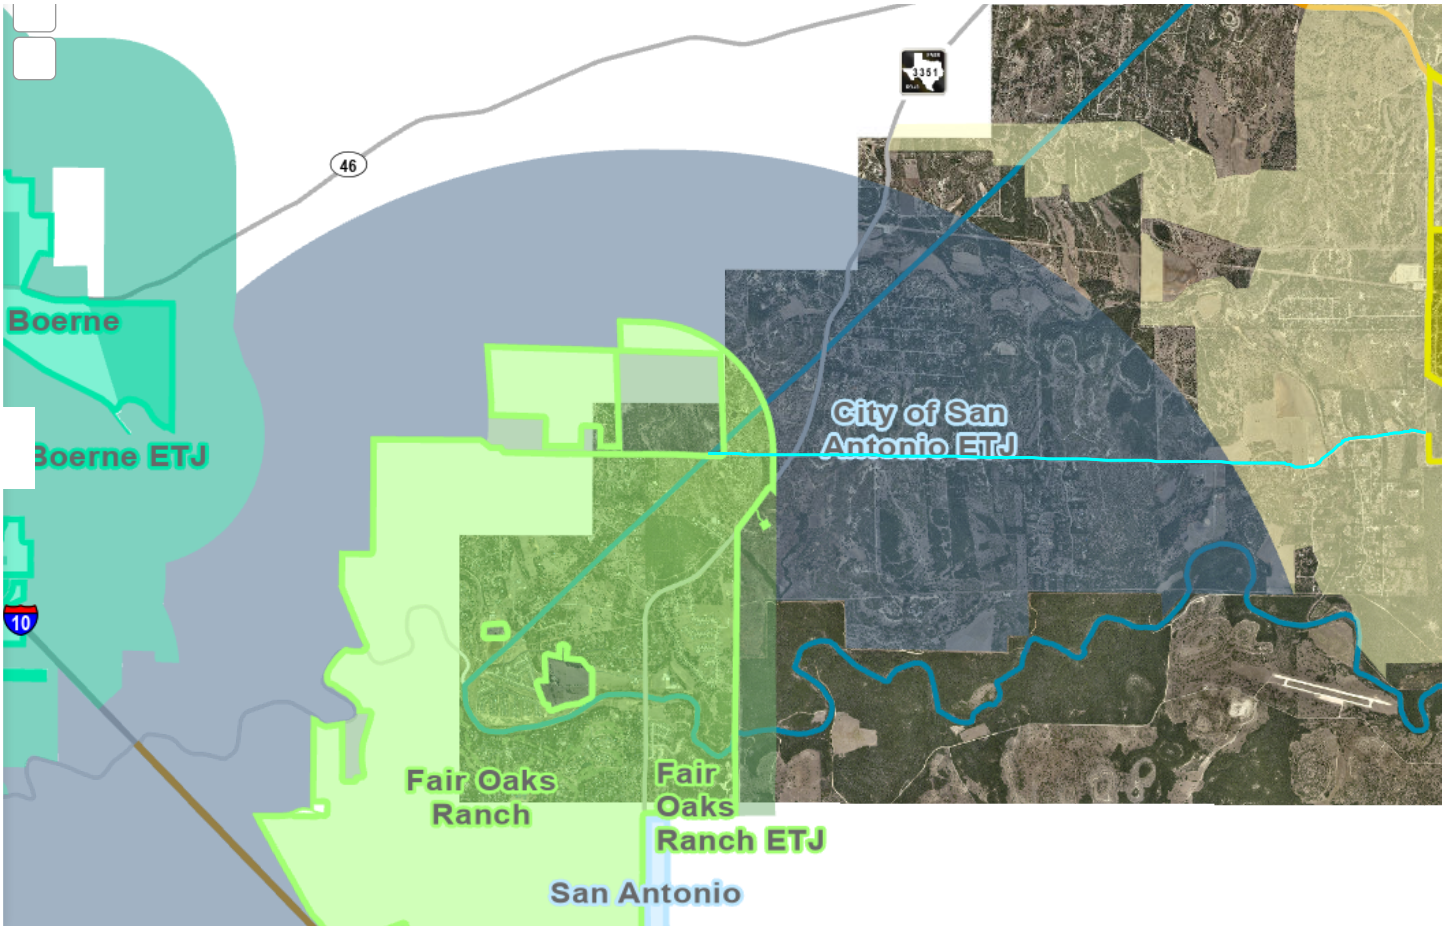 3351
46
Boerne
City of San
Antonio ETJ
Boerne ETJ
10
Fair Oaks
Ranch
Fair
Oaks
Ranch ETJ
San Antonio